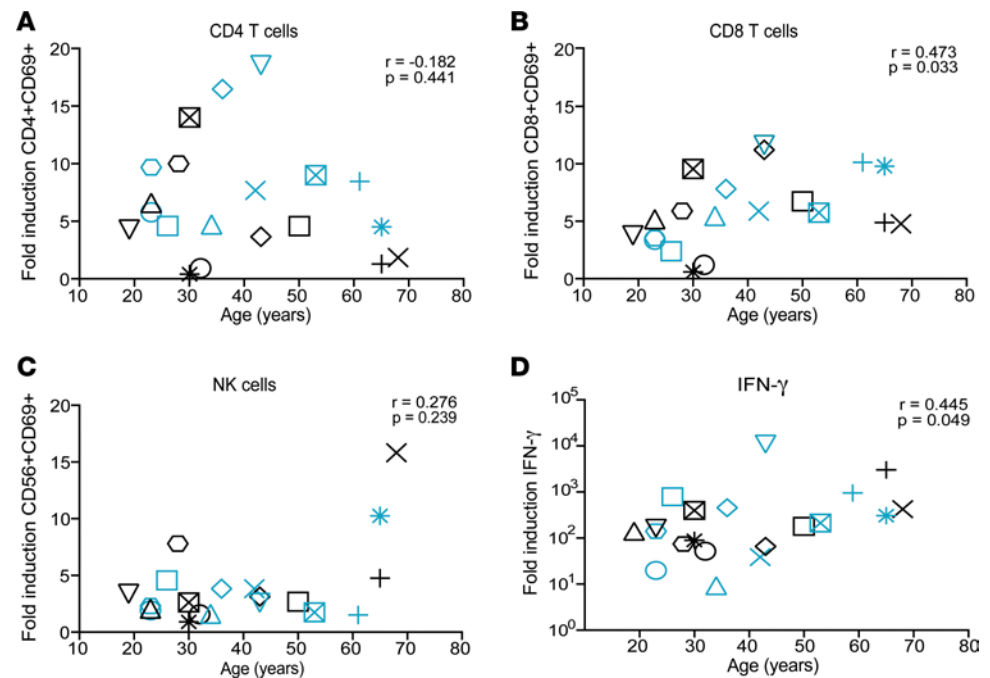 A
CD4 T cells
r = -0.182
p = 0.441
Fold induction CD4+CD69+
20
15
10
5
0
10 20 30 40 50 60 70 80
Age (years)
B
CD8 T cells
r = 0.473
p = 0.033
Fold induction CD8+CD69+
20
15
10
5
0
10 20 30 40 50 60 70 80
Age (years)
C
NK cells
r = 0.276
p = 0.239
Fold induction CD56+CD69+
20
15
10
5
0
10 20 30 40 50 60 70 80
Age (years)
D
IFN-γ
r = 0.445
p = 0.049
Fold induction IFN-γ
10⁵
10⁴
10³
10²
10¹
10⁰
20 30 40 50 60 70 80
Age (years)